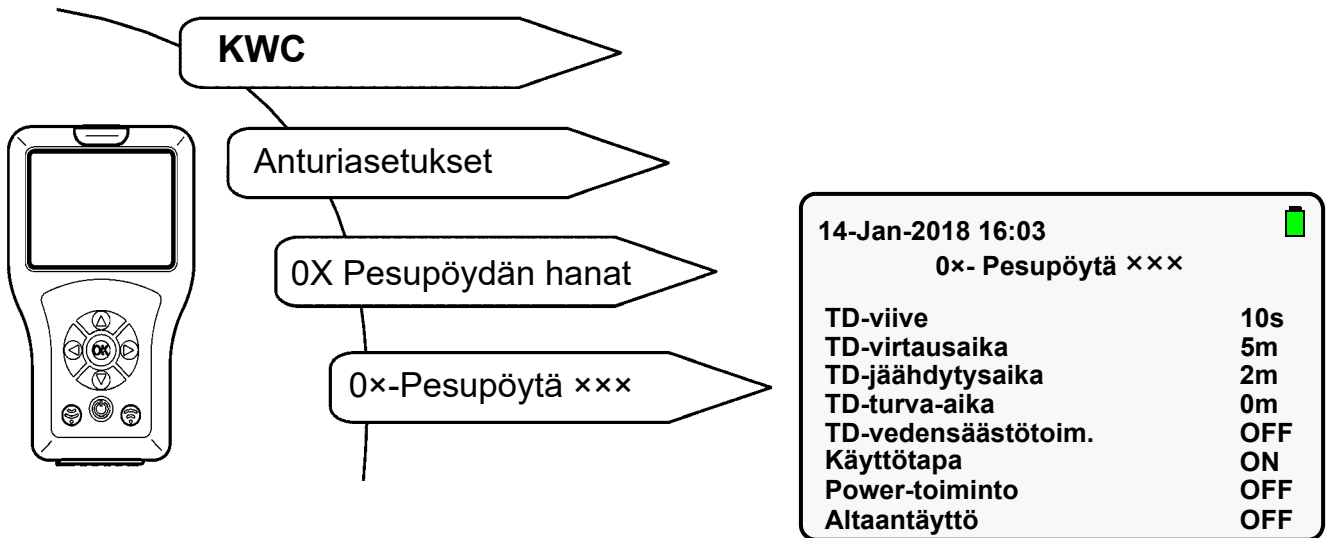 KWC
Anturiasetukset
0X Pesupöydän hanat
0×-Pesupöytä ×××
OK
14-Jan-2018 16:03
0×- Pesupöytä ×××
TD-viive 10s
TD-virtausaika 5m
TD-jäähdytysaika 2m
TD-turva-aika 0m
TD-vedensäästötoim. OFF
Käyttötapa ON
Power-toiminto OFF
Altaantäyttö OFF